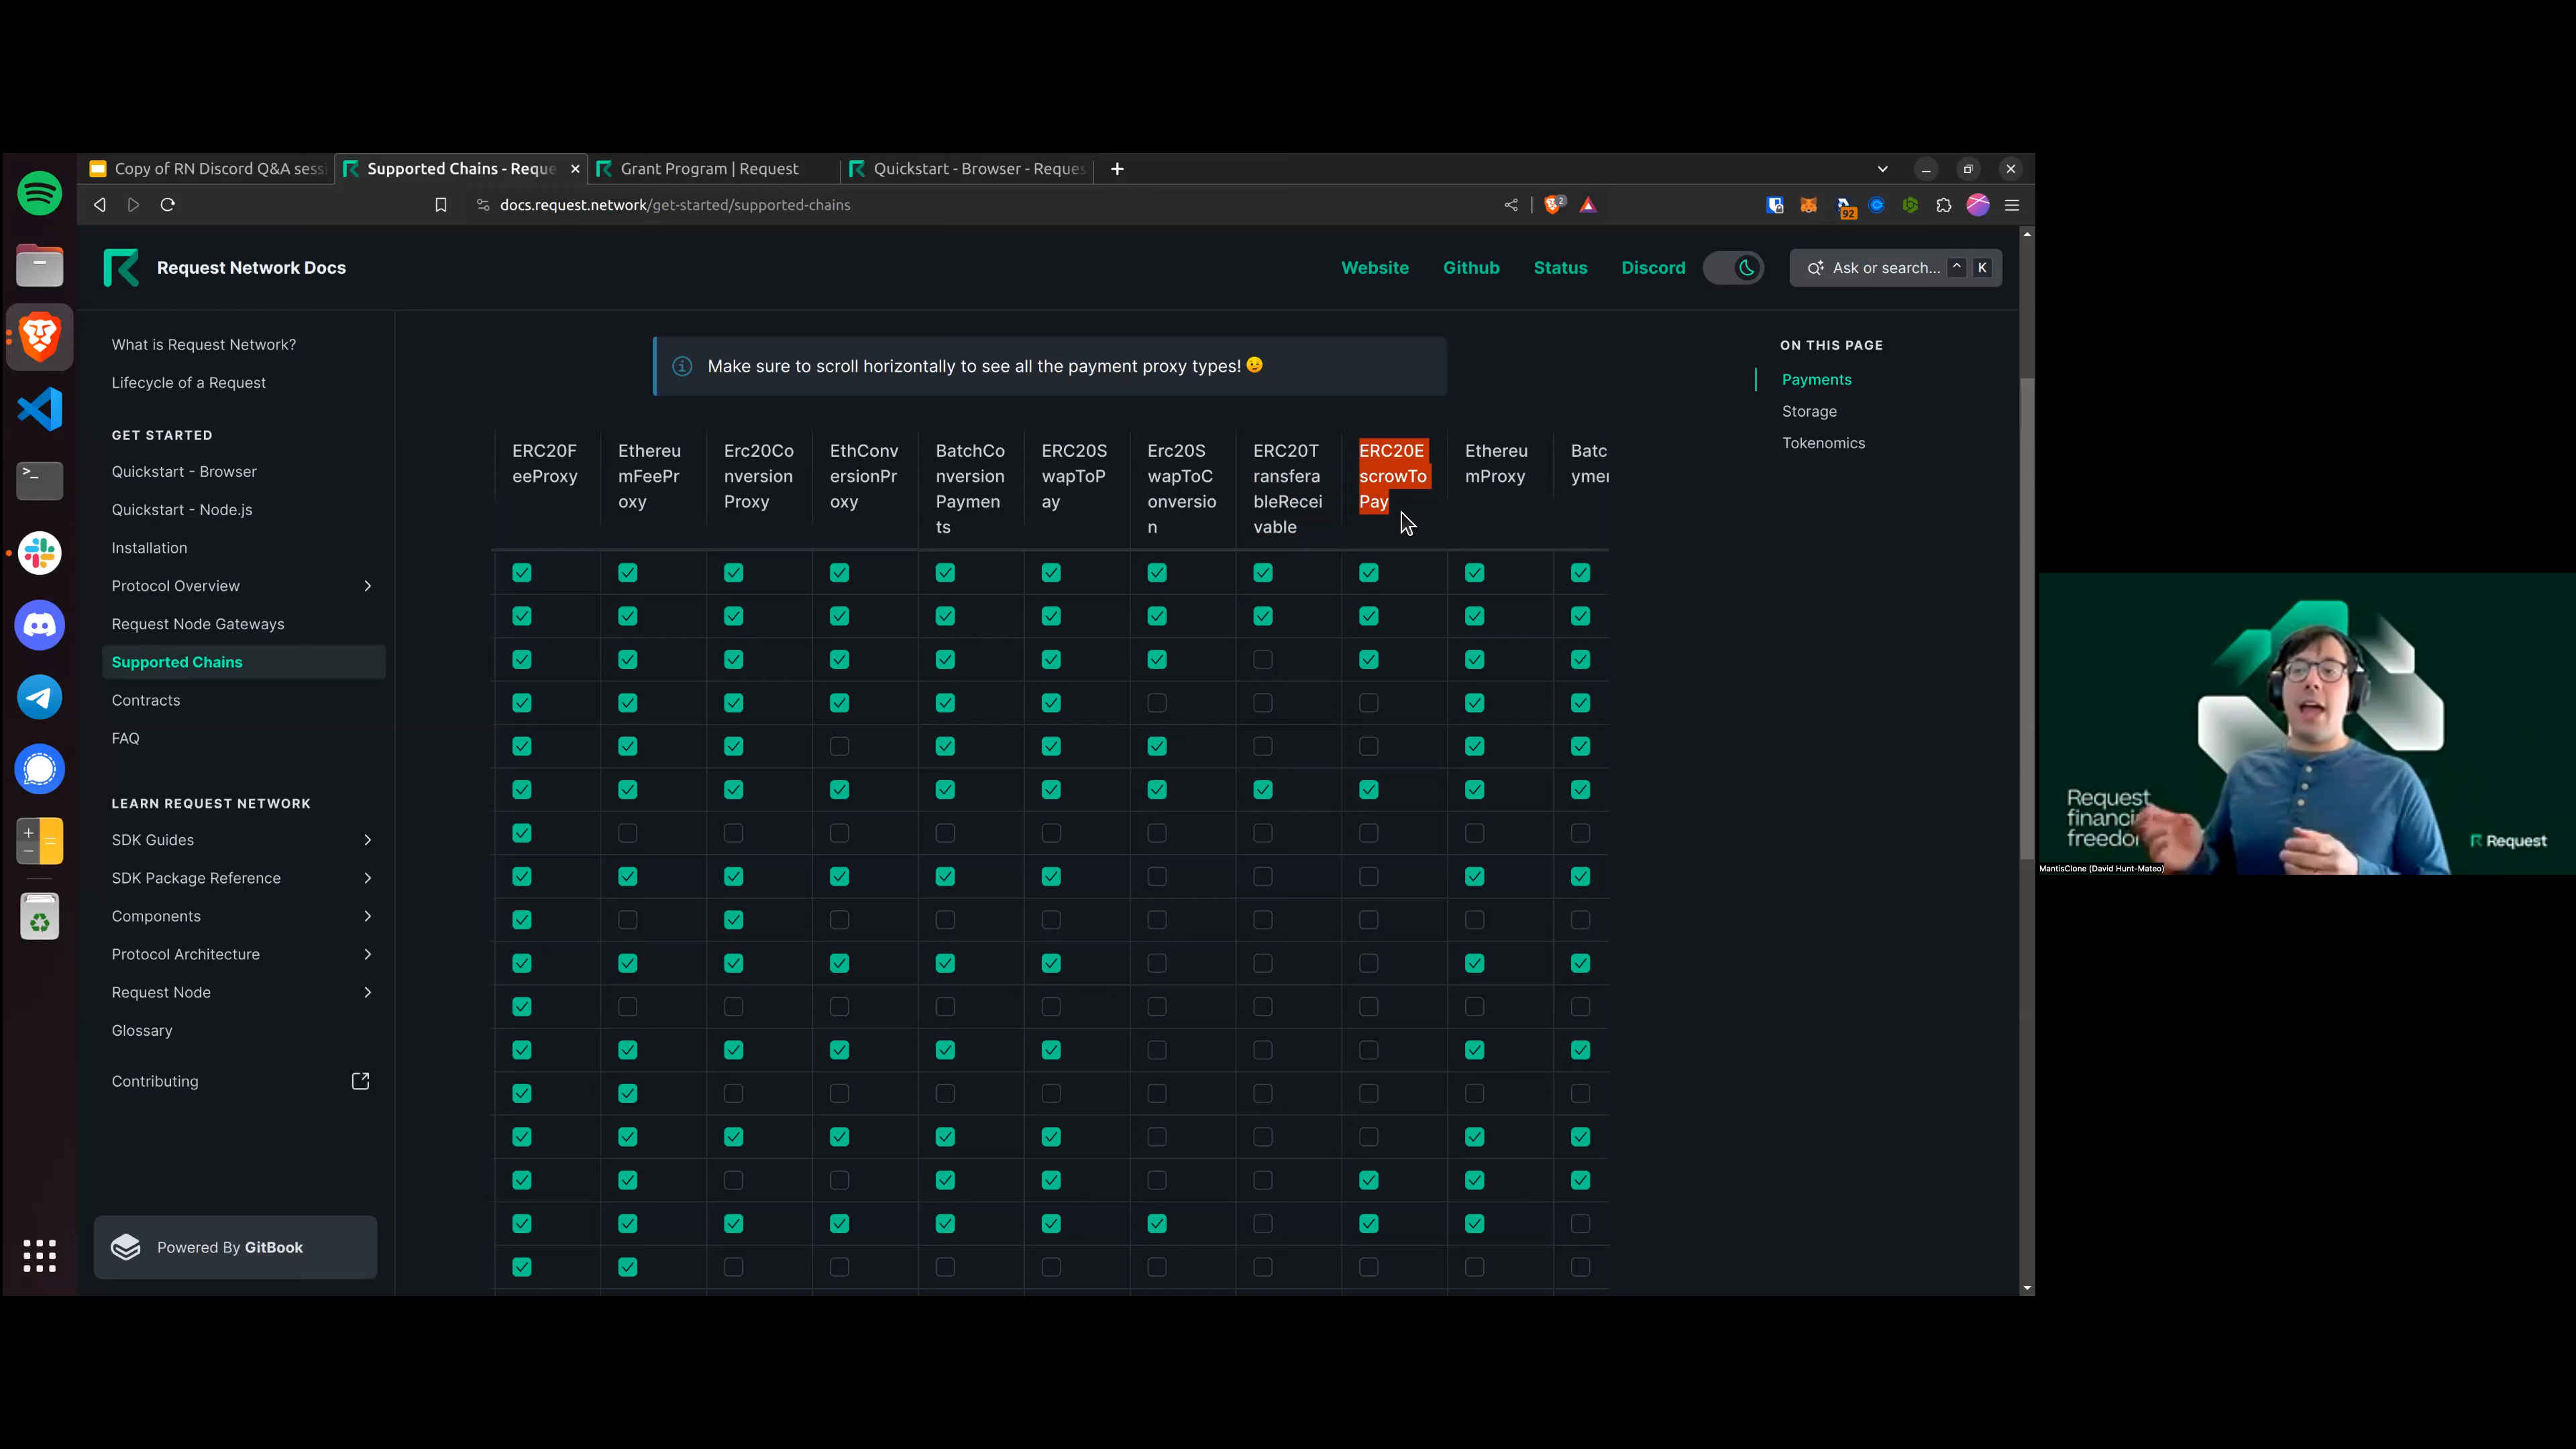 Copy of RN Discord Q&A sessi
Supported Chains - Reque
Grant Program | Request
Quickstart - Browser - Reques
docs.request.network/get-started/supported-chains
2
92
Request Network Docs
Website
Github
Status
Discord
Ask or search...
^
K
What is Request Network?
Lifecycle of a Request
GET STARTED
Quickstart - Browser
Quickstart - Node.js
Installation
Protocol Overview
Request Node Gateways
Supported Chains
Contracts
FAQ
LEARN REQUEST NETWORK
SDK Guides
SDK Package Reference
Components
Protocol Architecture
Request Node
Glossary
Contributing
Powered By GitBook
Make sure to scroll horizontally to see all the payment proxy types! 😉
ERC20F
eeProxy
Ethereu
mFeePr
oxy
Erc20Co
nversion
Proxy
EthConv
ersionPr
oxy
BatchCo
nversion
Paymen
ts
ERC20S
wapToP
ay
Erc20S
wapToC
onversio
n
ERC20T
ransfera
bleRecei
vable
ERC20E
scrowTo
Pay
Ethereu
mProxy
Batc
ymer
ON THIS PAGE
Payments
Storage
Tokenomics
Request
financi
freedo
Request
MantisClone (David Hunt-Mateo)